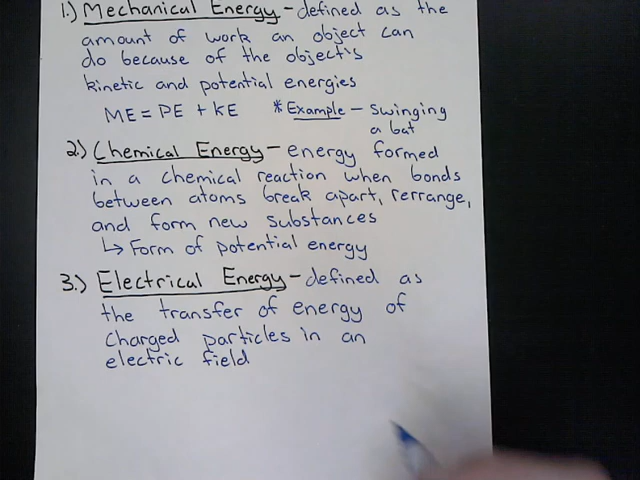 1.) Mechanical Energy - defined as the
amount of work an object can
do because of the object's
kinetic and potential energies
ME = PE + KE * Example - swinging
a bat
2.) Chemical Energy - energy formed
in a chemical reaction when bonds
between atoms break apart, rerrange,
and form new substances
↳ Form of potential energy
3.) Electrical Energy - defined as
the transfer of energy of
charged particles in an
electric field